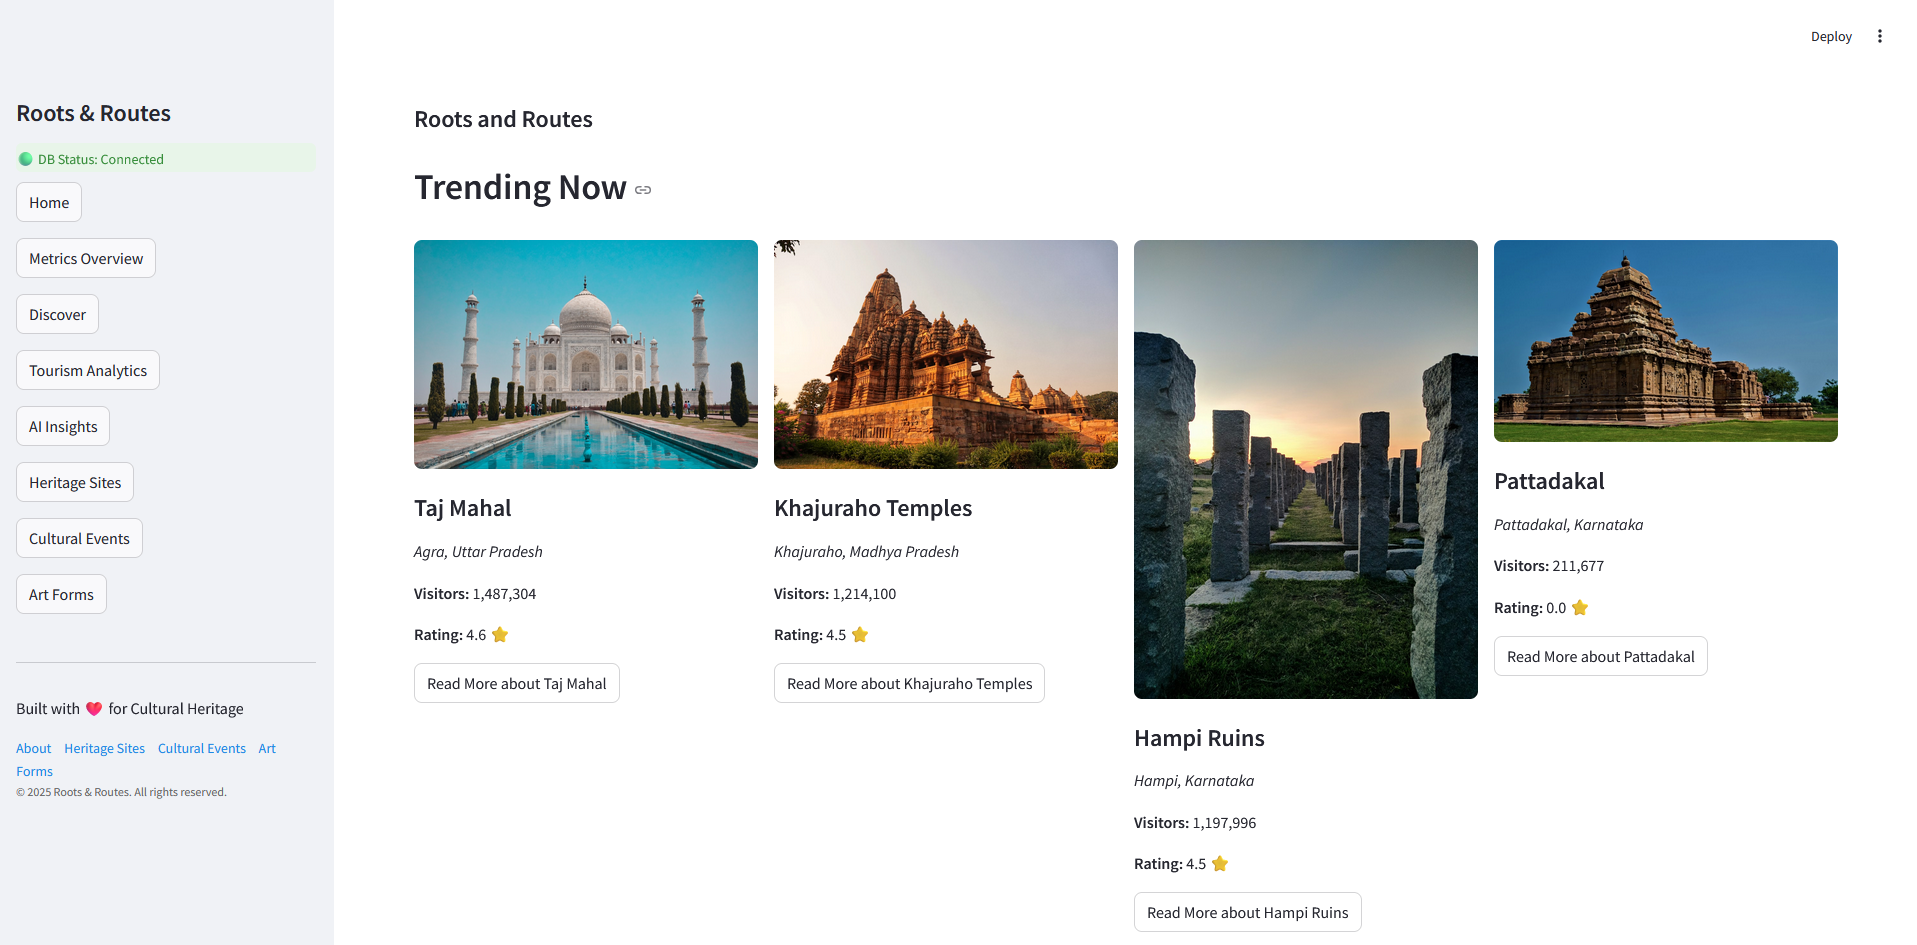 Deploy
Roots & Routes
DB Status: Connected
Home
Metrics Overview
Discover
Tourism Analytics
AI Insights
Heritage Sites
Cultural Events
Art Forms
Built with ❤️ for Cultural Heritage
About Heritage Sites Cultural Events Art
Forms
© 2025 Roots & Routes. All rights reserved.
Roots and Routes
Trending Now
Taj Mahal
Agra, Uttar Pradesh
Visitors: 1,487,304
Rating: 4.6 ⭐
Read More about Taj Mahal
Khajuraho Temples
Khajuraho, Madhya Pradesh
Visitors: 1,214,100
Rating: 4.5 ⭐
Read More about Khajuraho Temples
Hampi Ruins
Hampi, Karnataka
Visitors: 1,197,996
Rating: 4.5 ⭐
Read More about Hampi Ruins
Pattadakal
Pattadakal, Karnataka
Visitors: 211,677
Rating: 0.0 ⭐
Read More about Pattadakal